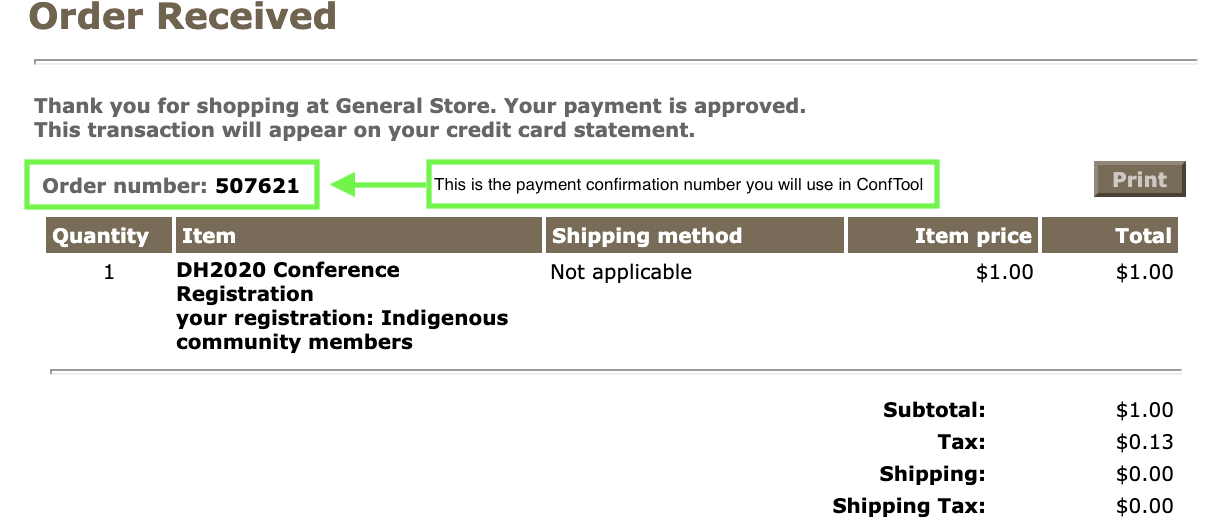 Order Received
Thank you for shopping at General Store. Your payment is approved.
This transaction will appear on your credit card statement.
Order number: 507621
This is the payment confirmation number you will use in ConfTool
Print
Quantity Item Shipping method Item price Total
1 DH2020 Conference Not applicable $1.00 $1.00
Registration
your registration: Indigenous
community members
Subtotal: $1.00
Tax: $0.13
Shipping: $0.00
Shipping Tax: $0.00